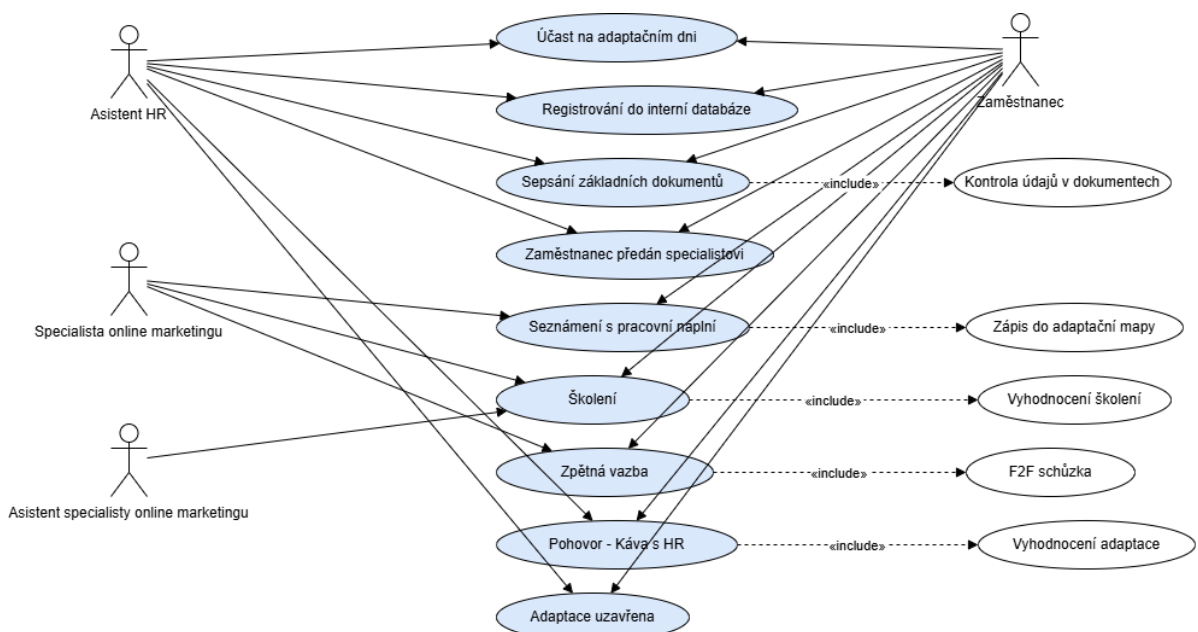 Účast na adaptačním dni
Asistent HR
Zaměstnanec
Registrování do interní databáze
Sepsání základních dokumentů
«include»
Kontrola údajů v dokumentech
Zaměstnanec předán specialistovi
Specialista online marketingu
Seznámení s pracovní náplní
«include»
Zápis do adaptační mapy
Školení
«include»
Vyhodnocení školení
Asistent specialisty online marketingu
Zpětná vazba
«include»
F2F schůzka
Pohovor - Káva s HR
«include»
Vyhodnocení adaptace
Adaptace uzavřena